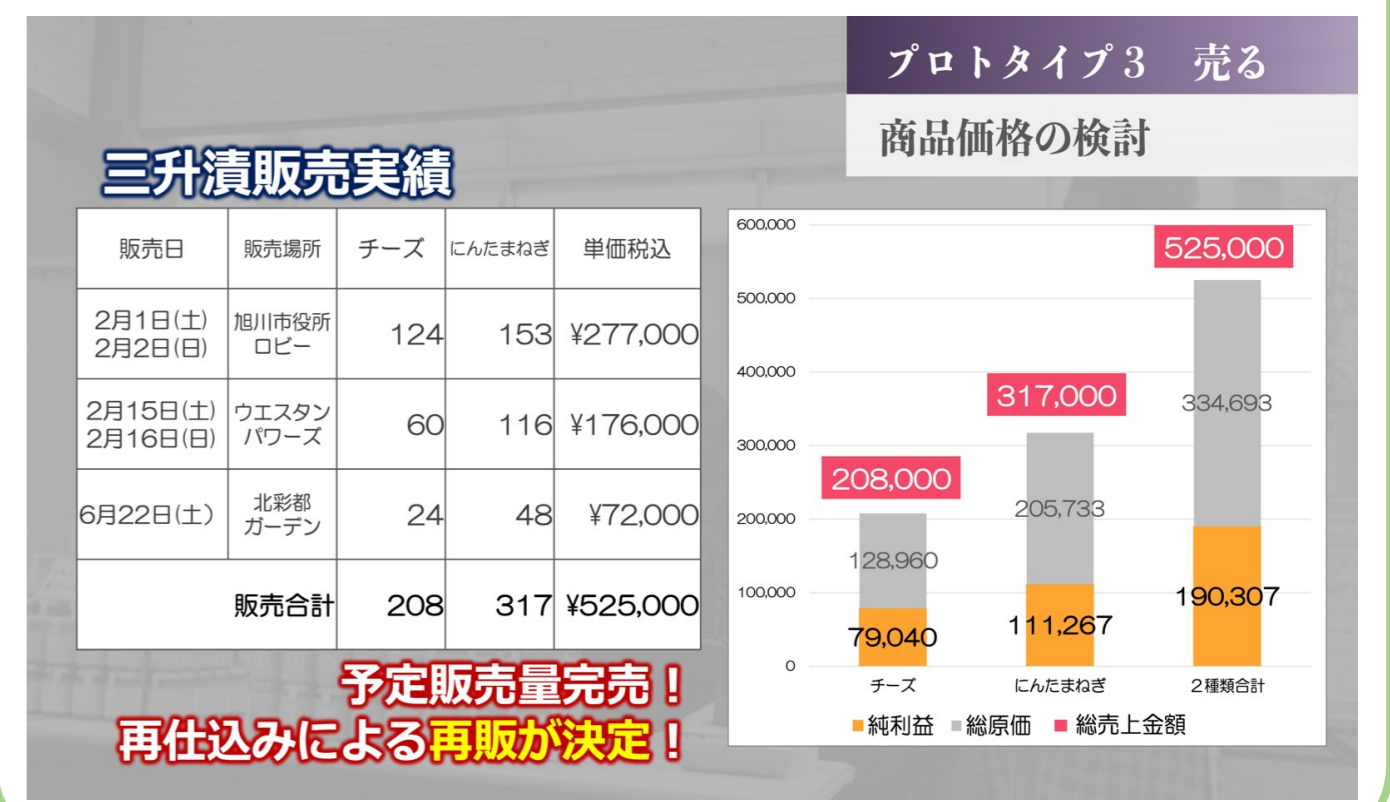 プロトタイプ３　売る
商品価格の検討
三升漬販売実績
販売日 販売場所 チーズ にんたまねぎ 単価税込
2月1日(土)
2月2日(日)
旭川市役所
ロビー
124 153 ¥277,000
2月15日(土)
2月16日(日)
ウエスタン
パワーズ
60 116 ¥176,000
6月22日(土)
北彩都
ガーデン
24 48 ¥72,000
販売合計 208 317 ¥525,000
予定販売量完売！
再仕込みによる再販が決定！
600,000
500,000
400,000
300,000
200,000
100,000
0
208,000
128,960
79,040
317,000
205,733
111,267
525,000
334,693
190,307
チーズ にんたまねぎ ２種類合計
純利益 総原価 総売上金額